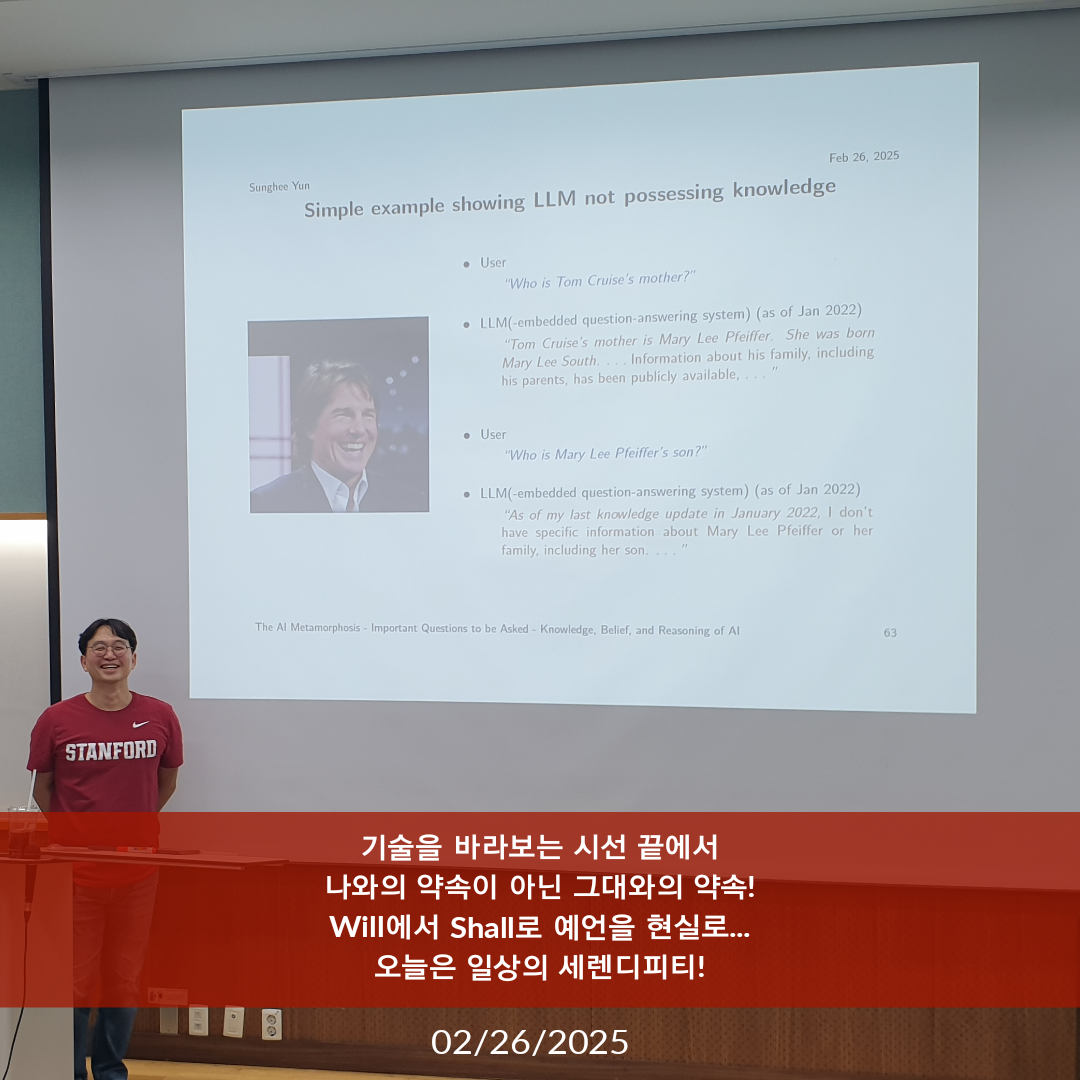 Feb 26, 2025
Sunghee Yun
Simple example showing LLM not possessing knowledge
• User
“Who is Tom Cruise’s mother?”
• LLM(-embedded question-answering system) (as of Jan 2022)
“Tom Cruise’s mother is Mary Lee Pfeiffer. She was born
Mary Lee South. . . . Information about his family, including
his parents, has been publicly available, . . . ”
• User
“Who is Mary Lee Pfeiffer’s son?”
• LLM(-embedded question-answering system) (as of Jan 2022)
“As of my last knowledge update in January 2022, I don’t
have specific information about Mary Lee Pfeiffer or her
family, including her son. . . . ”
The AI Metamorphosis - Important Questions to be Asked - Knowledge, Belief, and Reasoning of AI
63
STANFORD
기술을 바라보는 시선 끝에서
나와의 약속이 아닌 그대와의 약속!
Will에서 Shall로 예언을 현실로...
오늘은 일상의 세렌디피티!
02/26/2025